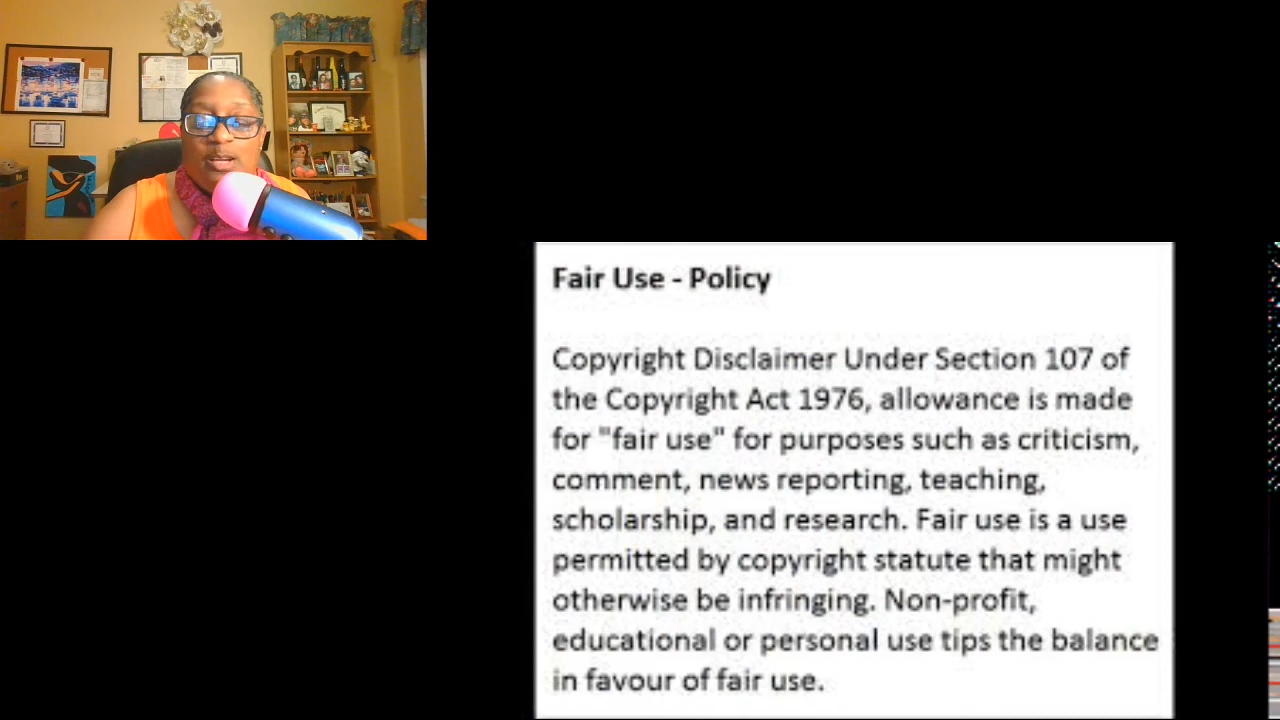 Fair Use - Policy
Copyright Disclaimer Under Section 107 of
the Copyright Act 1976, allowance is made
for "fair use" for purposes such as criticism,
comment, news reporting, teaching,
scholarship, and research. Fair use is a use
permitted by copyright statute that might
otherwise be infringing. Non-profit,
educational or personal use tips the balance
in favour of fair use.